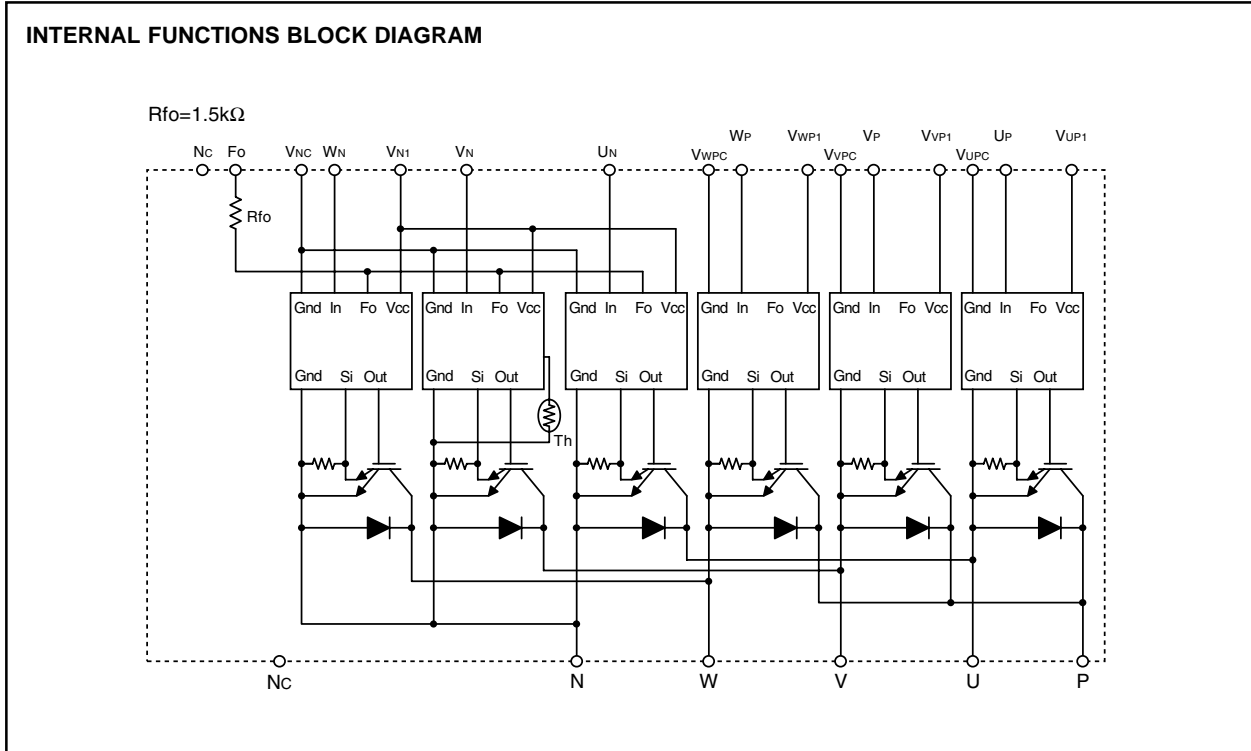 INTERNAL FUNCTIONS BLOCK DIAGRAM
Rfo=1.5kΩ
NC FO VNC WN VN1 VN UN VWPC WP VWP1 VVPC VP VVP1 VUPC UP VUP1
Rfo
Gnd In Fo Vcc Gnd In Fo Vcc Gnd In Fo Vcc Gnd In Fo Vcc Gnd In Fo Vcc Gnd In Fo Vcc
Gnd Si Out Gnd Si Out Gnd Si Out Gnd Si Out Gnd Si Out Gnd Si Out
Th
NC N W V U P